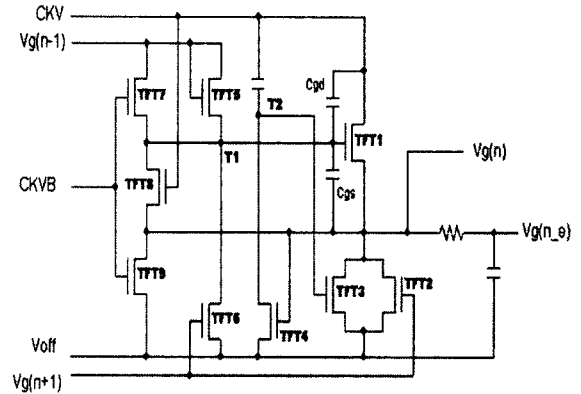 CKV
Vg(n-1)
TFT7
TFT5
T2
Cgd
TFT1
T1
Vg(n)
CKVB
TFT8
Cgs
Vg(n_e)
TFT9
TFT3
TFT2
TFT6
TFT4
Voff
Vg(n+1)